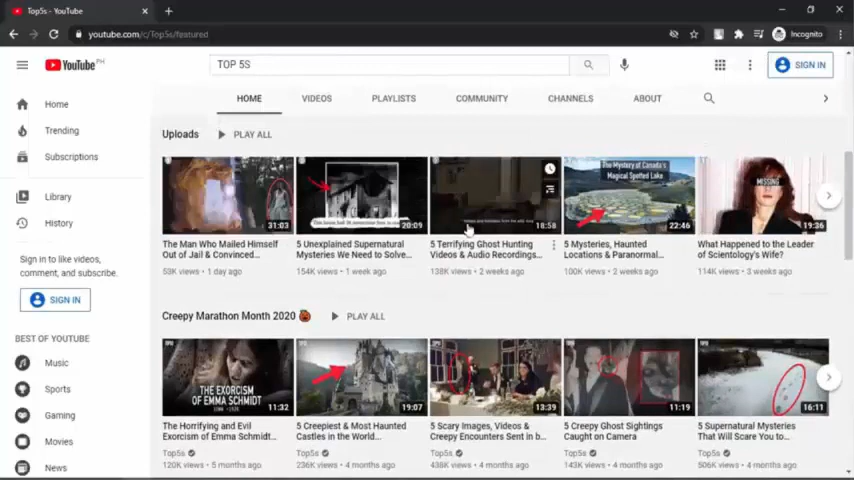 Top5s - YouTube
youtube.com/c/Top5s/featured
Incognito
YouTube PH
TOP 5S
SIGN IN
HOME
VIDEOS
PLAYLISTS
COMMUNITY
CHANNELS
ABOUT
Home
Trending
Subscriptions
Library
History
Sign in to like videos,
comment, and subscribe.
SIGN IN
BEST OF YOUTUBE
Music
Sports
Gaming
Movies
News
Uploads
PLAY ALL
31:03
The Man Who Mailed Himself
Out of Jail & Convinced...
53K views • 1 day ago
20:09
5 Unexplained Supernatural
Mysteries We Need to Solve...
154K views • 1 week ago
18:58
5 Terrifying Ghost Hunting
Videos & Audio Recordings...
138K views • 2 weeks ago
The Mystery of Canada's
Magical Spotted Lake
22:46
5 Mysteries, Haunted
Locations & Paranormal...
100K views • 2 weeks ago
MISSING
19:36
What Happened to the Leader
of Scientology's Wife?
114K views • 3 weeks ago
Creepy Marathon Month 2020
PLAY ALL
THE EXORCISM
OF EMMA SCHMIDT
11:32
The Horrifying and Evil
Exorcism of Emma Schmidt...
Top5s
120K views • 5 months ago
19:07
5 Creepiest & Most Haunted
Castles in the World...
Top5s
236K views • 4 months ago
13:39
5 Scary Images, Videos &
Creepy Encounters Sent in b...
Top5s
438K views • 4 months ago
11:19
5 Creepy Ghost Sightings
Caught on Camera
Top5s
143K views • 4 months ago
16:11
5 Supernatural Mysteries
That Will Scare You to...
Top5s
506K views • 4 months ago